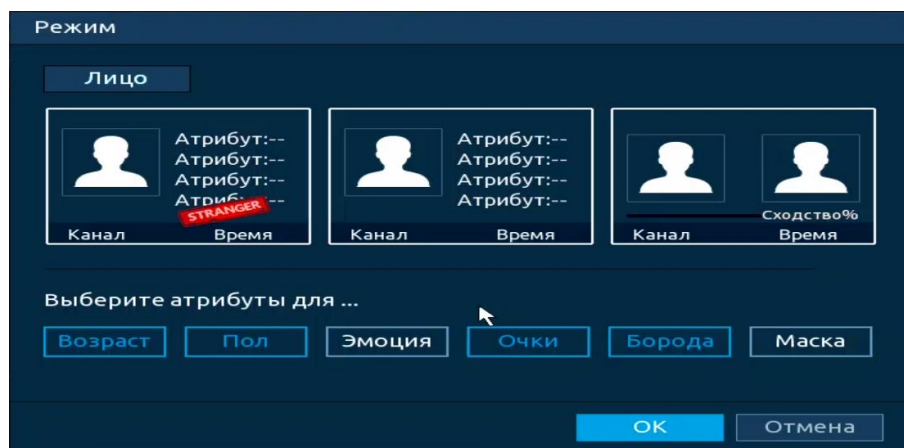 Режим
Лицо
Атрибут:--
Атрибут:--
Атрибут:--
Атрибут:--
STRANGER
Канал Время
Атрибут:--
Атрибут:--
Атрибут:--
Атрибут:--
Канал Время
Сходство%
Канал Время
Выберите атрибуты для ...
Возраст Пол Эмоция Очки Борода Маска
OK Отмена